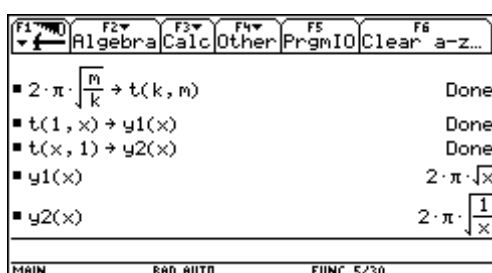 F1 F2 F3 F4 F5 F6
Algebra Calc Other PrgmIO Clear a-z…
▪ 2·π·√(m/k) → t(k, m) Done
▪ t(1, x) → y1(x) Done
▪ t(x, 1) → y2(x) Done
▪ y1(x) 2·π·√x
▪ y2(x) 2·π·√(1/x)
MAIN RAD AUTO FUNC 5/30